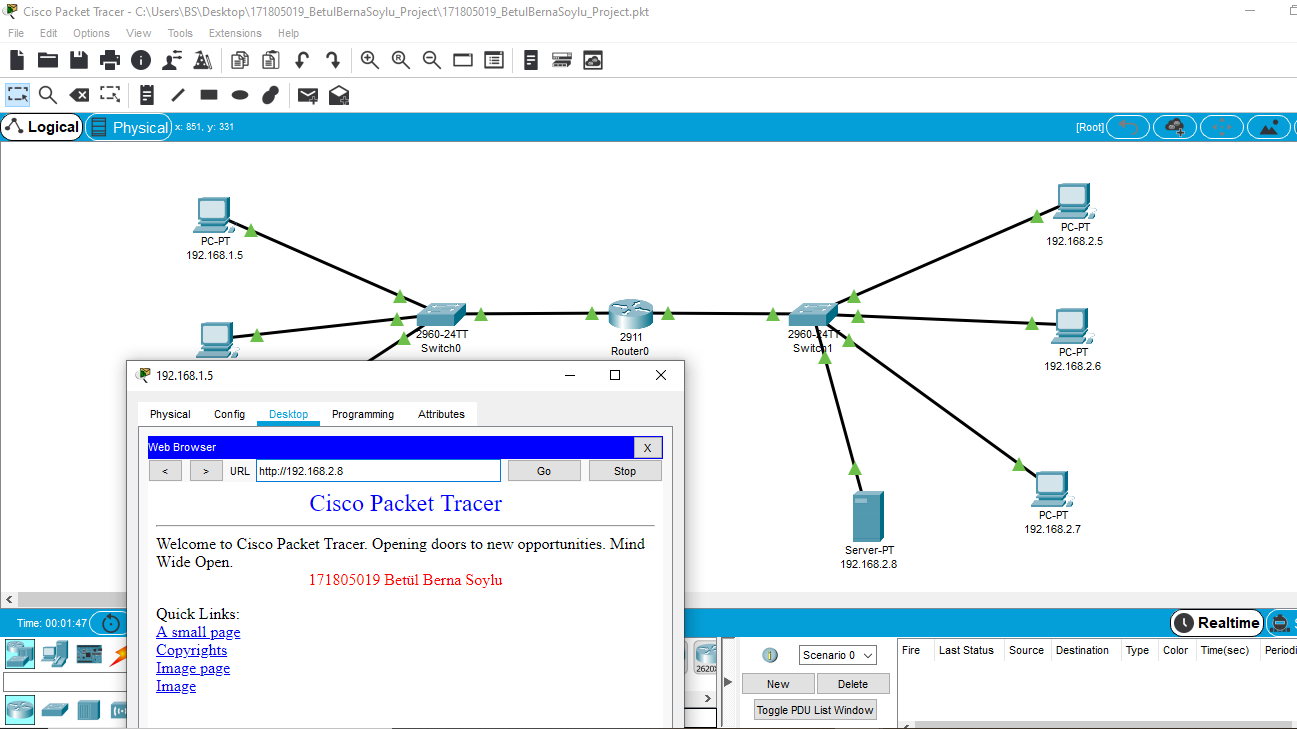 Cisco Packet Tracer - C:\Users\BS\Desktop\171805019_BetulBernaSoylu_Project\171805019_BetulBernaSoylu_Project.pkt
File Edit Options View Tools Extensions Help
Logical Physical x: 851, y: 331 [Root]
PC-PT
192.168.1.5
PC-PT
192.168.2.5
2960-24TT
Switch0
2911
Router0
2960-24TT
Switch1
PC-PT
192.168.2.6
PC-PT
192.168.2.7
Server-PT
192.168.2.8
192.168.1.5
Physical Config Desktop Programming Attributes
Web Browser X
< > URL http://192.168.2.8 Go Stop
Cisco Packet Tracer
Welcome to Cisco Packet Tracer. Opening doors to new opportunities. Mind
Wide Open.
171805019 Betül Berna Soylu
Quick Links:
A small page
Copyrights
Image page
Image
Time: 00:01:47
Realtime
2620X
Scenario 0
New Delete
Toggle PDU List Window
Fire Last Status Source Destination Type Color Time(sec) Periodi